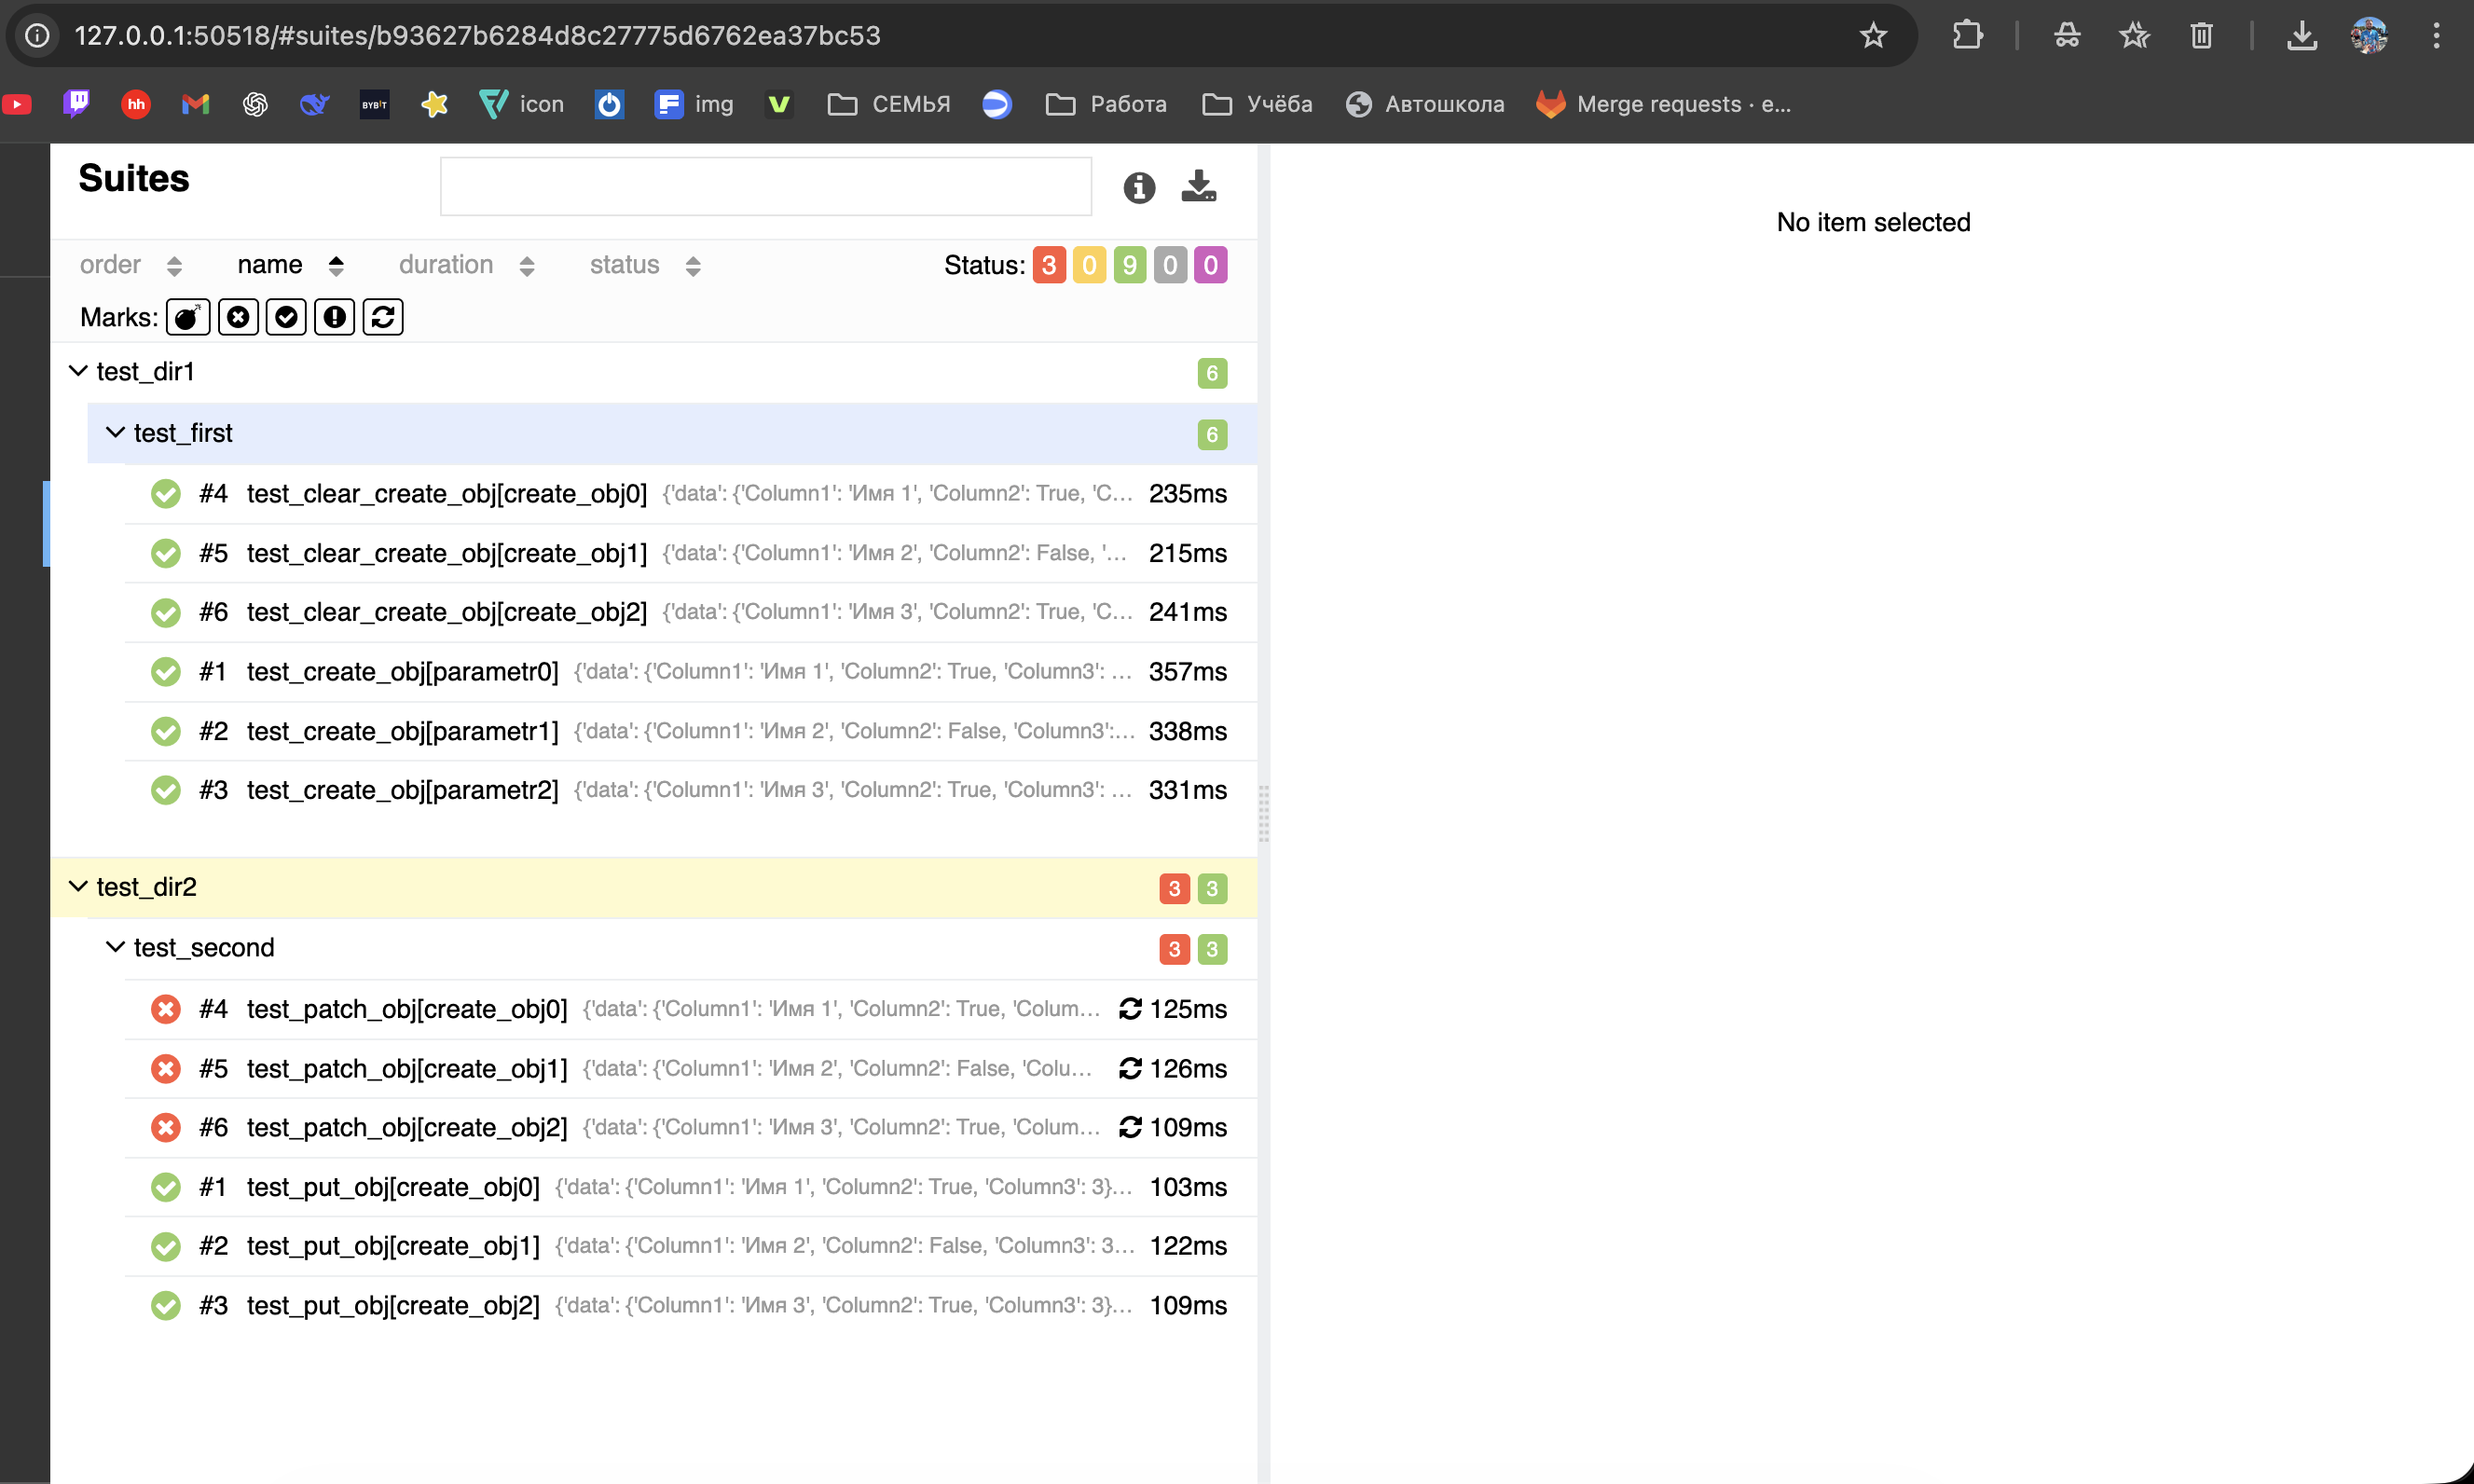 127.0.0.1:50518/#suites/b93627b6284d8c27775d6762ea37bc53
hh BYBIT icon img СЕМЬЯ Работа Учёба Автошкола Merge requests · e...
Suites
No item selected
order name duration status Status: 3 0 9 0 0
Marks:
test_dir1 6
test_first 6
#4 test_clear_create_obj[create_obj0] {'data': {'Column1': 'Имя 1', 'Column2': True, 'C... 235ms
#5 test_clear_create_obj[create_obj1] {'data': {'Column1': 'Имя 2', 'Column2': False, '... 215ms
#6 test_clear_create_obj[create_obj2] {'data': {'Column1': 'Имя 3', 'Column2': True, 'C... 241ms
#1 test_create_obj[parametr0] {'data': {'Column1': 'Имя 1', 'Column2': True, 'Column3': ... 357ms
#2 test_create_obj[parametr1] {'data': {'Column1': 'Имя 2', 'Column2': False, 'Column3':... 338ms
#3 test_create_obj[parametr2] {'data': {'Column1': 'Имя 3', 'Column2': True, 'Column3': ... 331ms
test_dir2 3 3
test_second 3 3
#4 test_patch_obj[create_obj0] {'data': {'Column1': 'Имя 1', 'Column2': True, 'Colum... 125ms
#5 test_patch_obj[create_obj1] {'data': {'Column1': 'Имя 2', 'Column2': False, 'Colu... 126ms
#6 test_patch_obj[create_obj2] {'data': {'Column1': 'Имя 3', 'Column2': True, 'Colum... 109ms
#1 test_put_obj[create_obj0] {'data': {'Column1': 'Имя 1', 'Column2': True, 'Column3': 3}... 103ms
#2 test_put_obj[create_obj1] {'data': {'Column1': 'Имя 2', 'Column2': False, 'Column3': 3... 122ms
#3 test_put_obj[create_obj2] {'data': {'Column1': 'Имя 3', 'Column2': True, 'Column3': 3}... 109ms